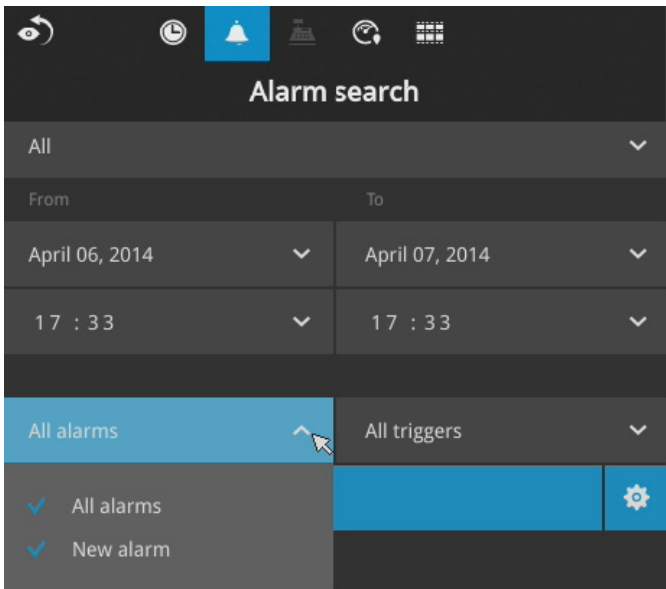 Alarm search
All
From To
April 06, 2014 April 07, 2014
17 : 33 17 : 33
All alarms All triggers
All alarms
New alarm